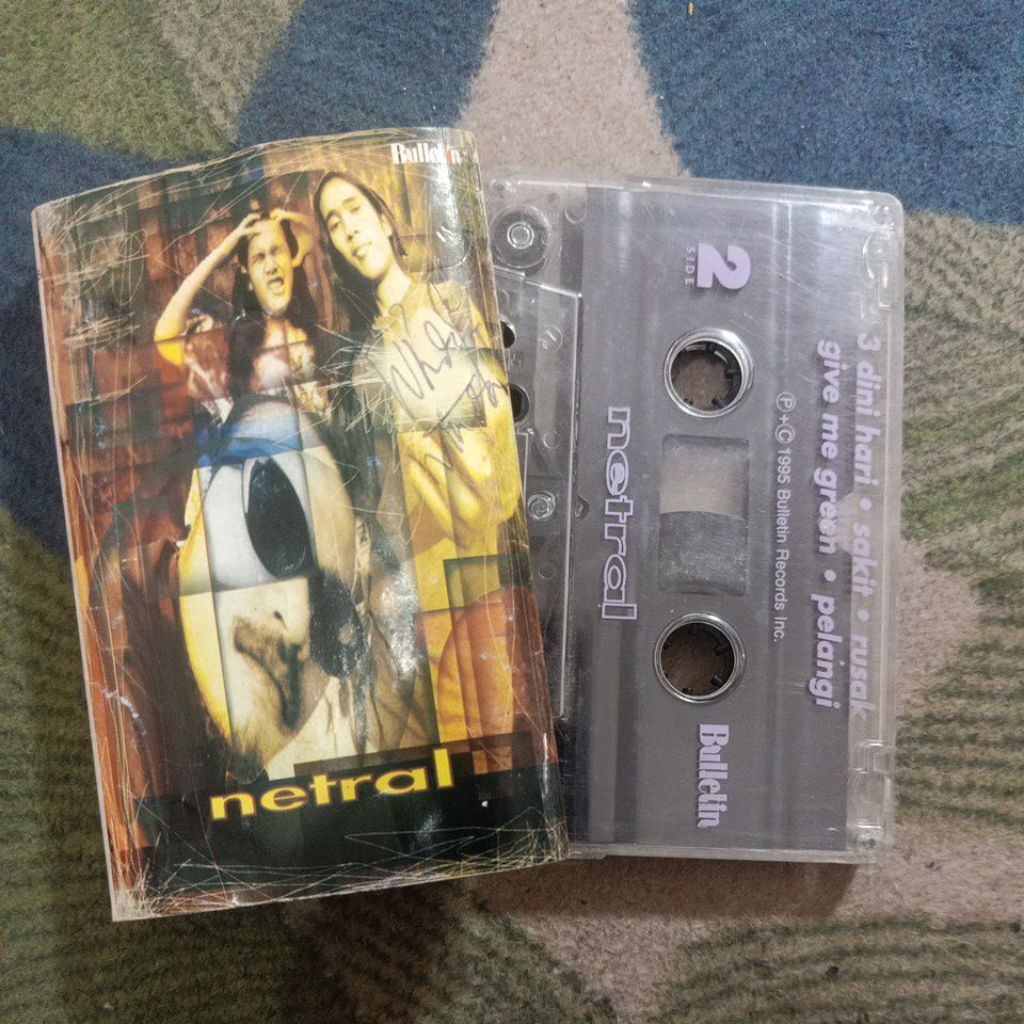 Bulletin
netral
2
SIDE
3 dini hari • sakit • rusak
give me green • pelangi
℗+© 1995 Bulletin Records Inc.
netral
Bulletin